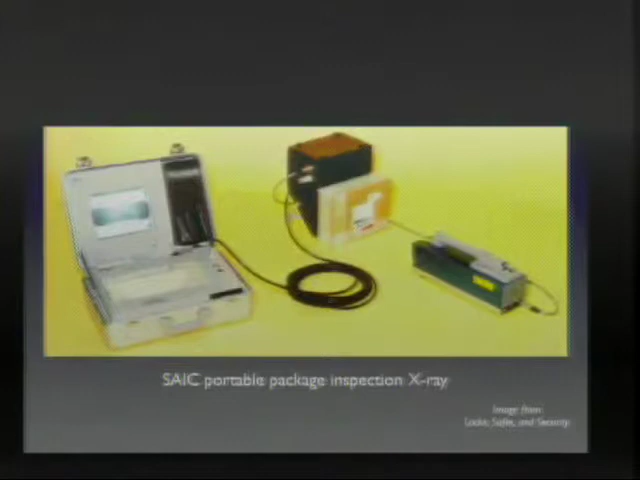 SAIC portable package inspection X-ray
Image from
Locks, Safes, and Security